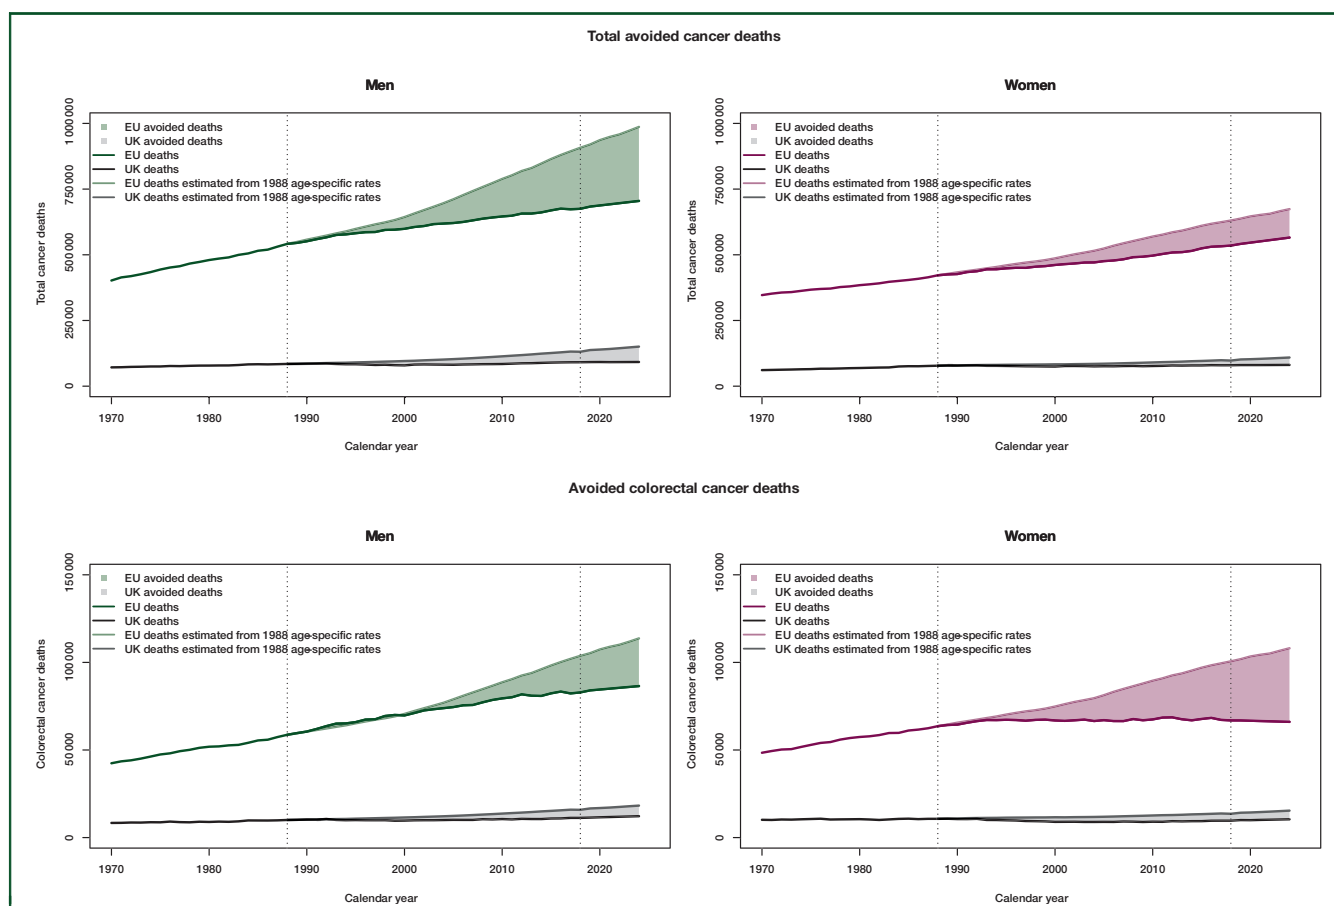 Total avoided cancer deaths
Men
Total cancer deaths
1 000 000
750 000
500 000
250 000
0
EU avoided deaths
UK avoided deaths
EU deaths
UK deaths
EU deaths estimated from 1988 age-specific rates
UK deaths estimated from 1988 age-specific rates
1970 1980 1990 2000 2010 2020
Calendar year
Women
Total cancer deaths
1 000 000
750 000
500 000
250 000
0
EU avoided deaths
UK avoided deaths
EU deaths
UK deaths
EU deaths estimated from 1988 age-specific rates
UK deaths estimated from 1988 age-specific rates
1970 1980 1990 2000 2010 2020
Calendar year
Avoided colorectal cancer deaths
Men
Colorectal cancer deaths
150 000
100 000
50 000
0
EU avoided deaths
UK avoided deaths
EU deaths
UK deaths
EU deaths estimated from 1988 age-specific rates
UK deaths estimated from 1988 age-specific rates
1970 1980 1990 2000 2010 2020
Calendar year
Women
Colorectal cancer deaths
150 000
100 000
50 000
0
EU avoided deaths
UK avoided deaths
EU deaths
UK deaths
EU deaths estimated from 1988 age-specific rates
UK deaths estimated from 1988 age-specific rates
1970 1980 1990 2000 2010 2020
Calendar year